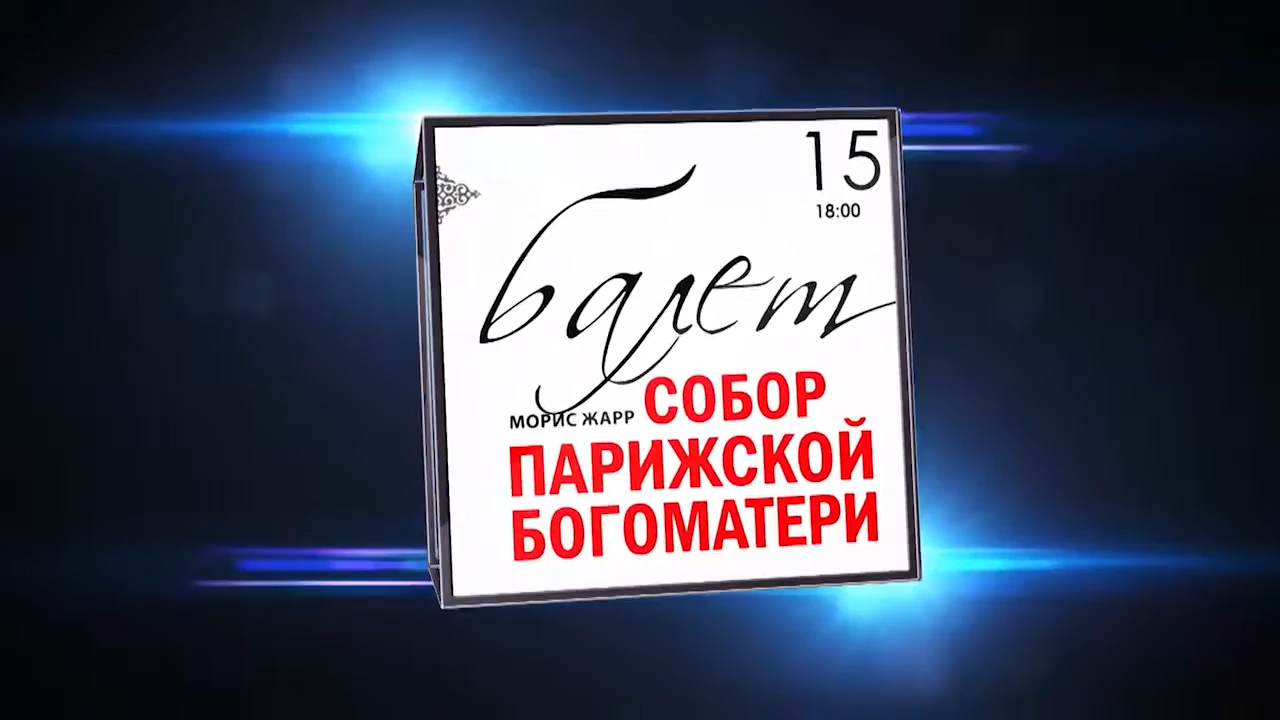 15
18:00
балет
МОРИС ЖАРР СОБОР
ПАРИЖСКОЙ
БОГОМАТЕРИ